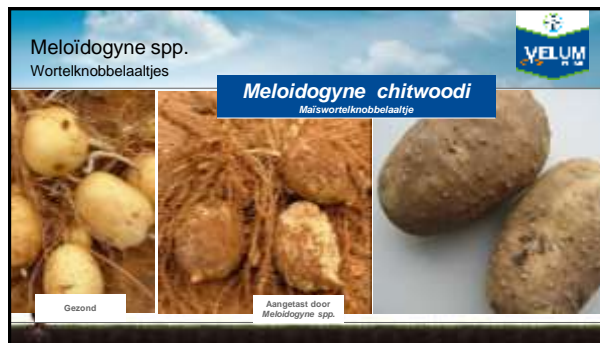 Meloïdogyne spp.
Wortelknobbelaaltjes
VELUM
Meloidogyne chitwoodi
Maïswortelknobbelaaltje
Gezond
Aangetast door
Meloidogyne spp.